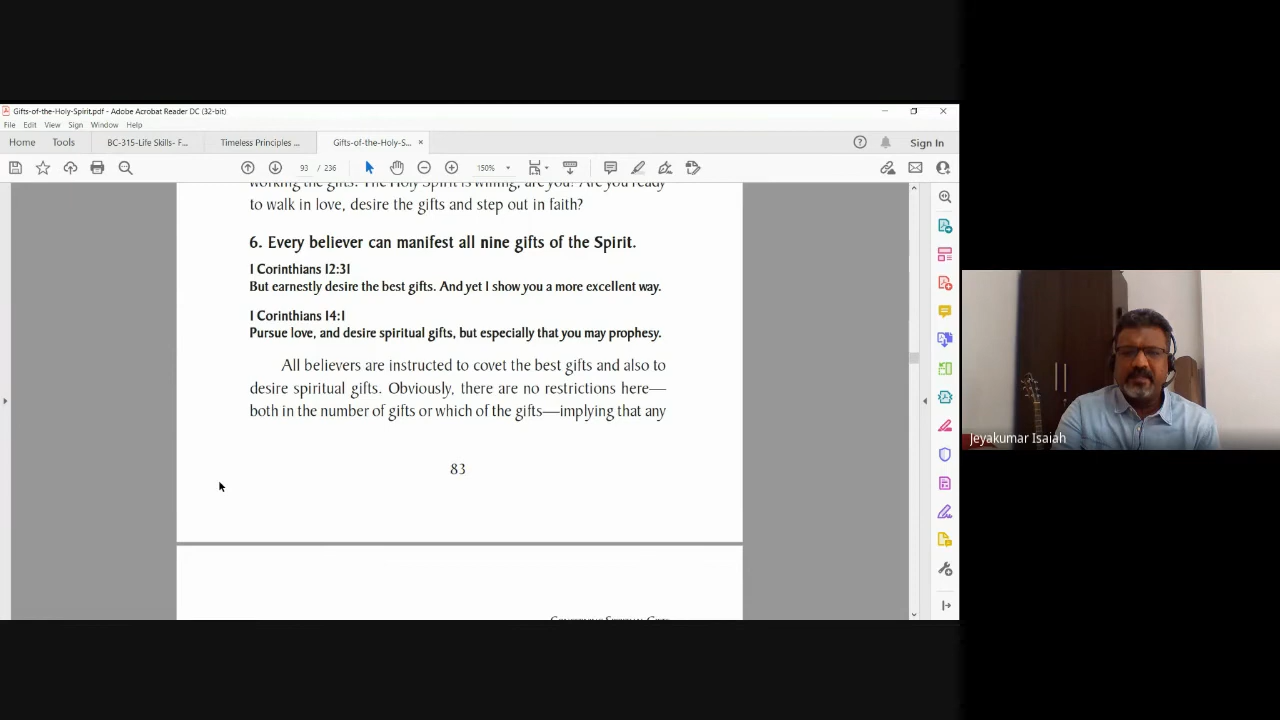 Gifts-of-the-Holy-Spirit.pdf - Adobe Acrobat Reader DC (32-bit)
File Edit View Sign Window Help
Home Tools BC-315-Life Skills- F... Timeless Principles ... Gifts-of-the-Holy-S... × Sign In
93 / 236 150%
working the gifts. The Holy Spirit is willing, are you? Are you ready
to walk in love, desire the gifts and step out in faith?
6. Every believer can manifest all nine gifts of the Spirit.
1 Corinthians 12:31
But earnestly desire the best gifts. And yet I show you a more excellent way.
1 Corinthians 14:1
Pursue love, and desire spiritual gifts, but especially that you may prophesy.
All believers are instructed to covet the best gifts and also to
desire spiritual gifts. Obviously, there are no restrictions here—
both in the number of gifts or which of the gifts—implying that any
83
Jeyakumar Isaiah